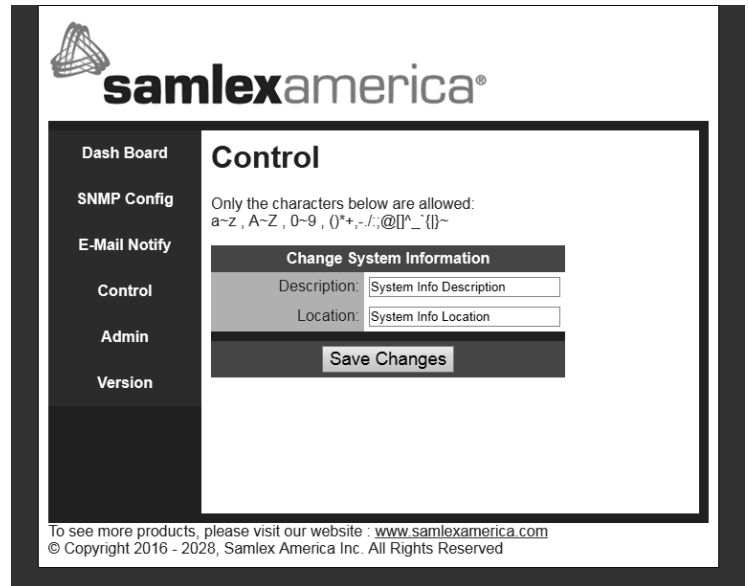 samlexamerica®
Dash Board
SNMP Config
E-Mail Notify
Control
Admin
Version
Control
Only the characters below are allowed:
a~z , A~Z , 0~9 , ()*+,-./:;@[]^_`{|}~
Change System Information
Description: System Info Description
Location: System Info Location
Save Changes
To see more products, please visit our website : www.samlexamerica.com
© Copyright 2016 - 2028, Samlex America Inc. All Rights Reserved